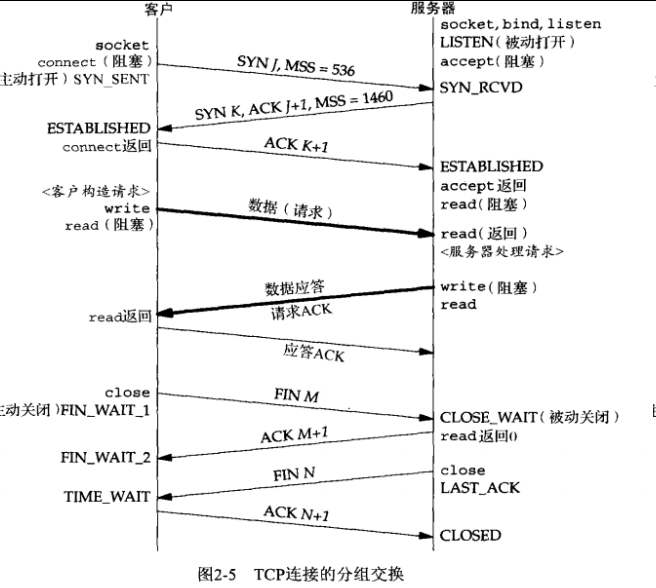 客户
服务器
socket, bind, listen
socket
LISTEN(被动打开)
connect(阻塞)
accept(阻塞)
主动打开)SYN_SENT
SYN J, MSS = 536
SYN_RCVD
SYN K, ACK J+1, MSS = 1460
ESTABLISHED
connect返回
ACK K+1
ESTABLISHED
accept返回
<客户构造请求>
read(阻塞)
write
数据(请求)
read(阻塞)
read(返回)
<服务器处理请求>
数据应答
write(阻塞)
请求ACK
read
read返回
应答ACK
close
FIN M
主动关闭)FIN_WAIT_1
CLOSE_WAIT(被动关闭)
ACK M+1
read返回0
FIN_WAIT_2
FIN N
close
TIME_WAIT
LAST_ACK
ACK N+1
CLOSED
图2-5 TCP连接的分组交换